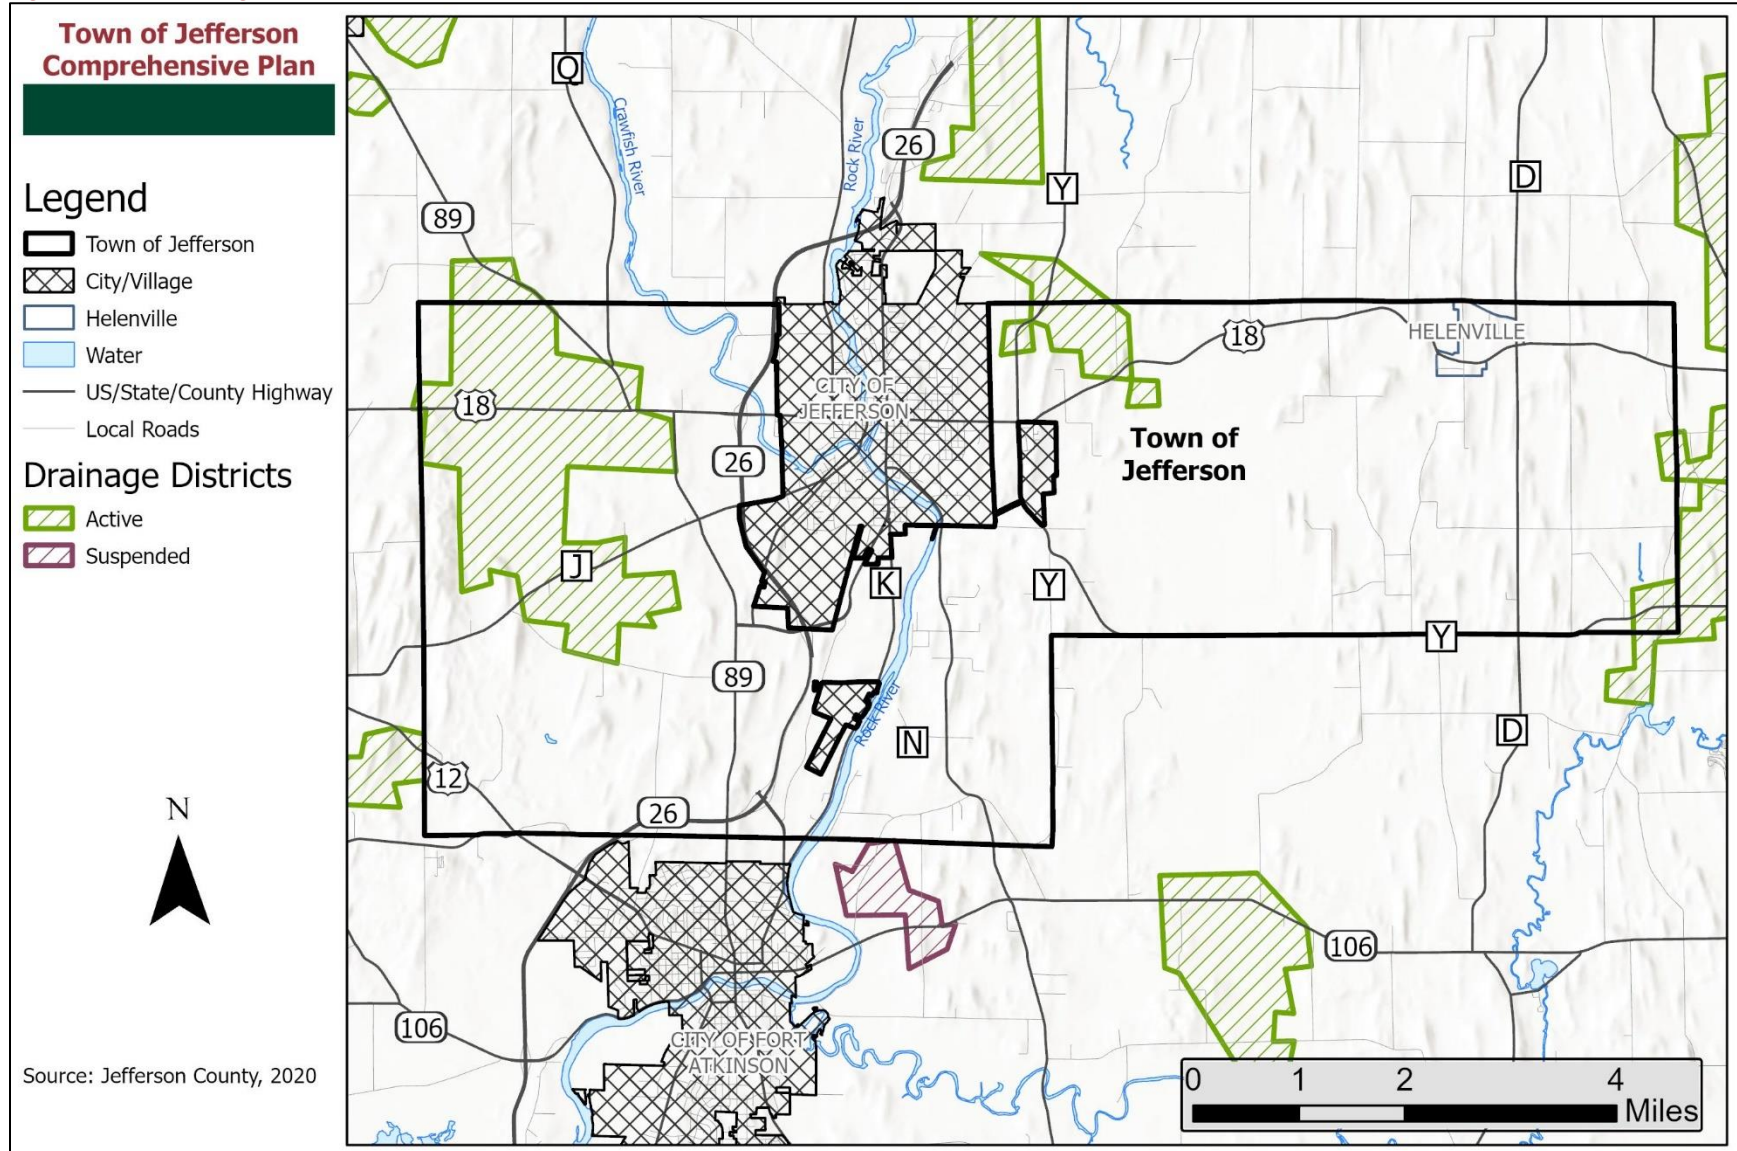 Town of Jefferson
Comprehensive Plan
Legend
Town of Jefferson
City/Village
Helenville
Water
US/State/County Highway
Local Roads
Drainage Districts
Active
Suspended
N
Source: Jefferson County, 2020
Q
Crawfish River
Rock River
26
Y
D
89
18
HELENVILLE
CITY OF
JEFFERSON
18
26
Town of
Jefferson
J
K
Y
Y
89
Rock River
N
D
12
26
106
106
CITY OF FORT
ATKINSON
0 1 2 4
Miles